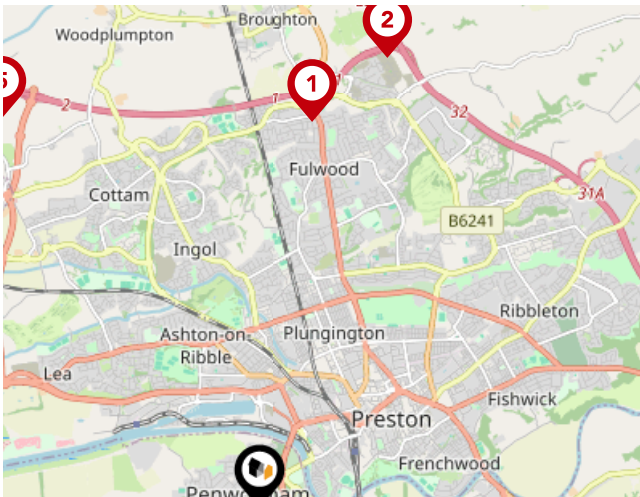 Broughton
2
Woodplumpton
5
1
1
2
32
Fulwood
31A
Cottam
B6241
Ingol
Ribbleton
Ashton-on-
Ribble
Plungington
Lea
Fishwick
Preston
Frenchwood
Penwortham